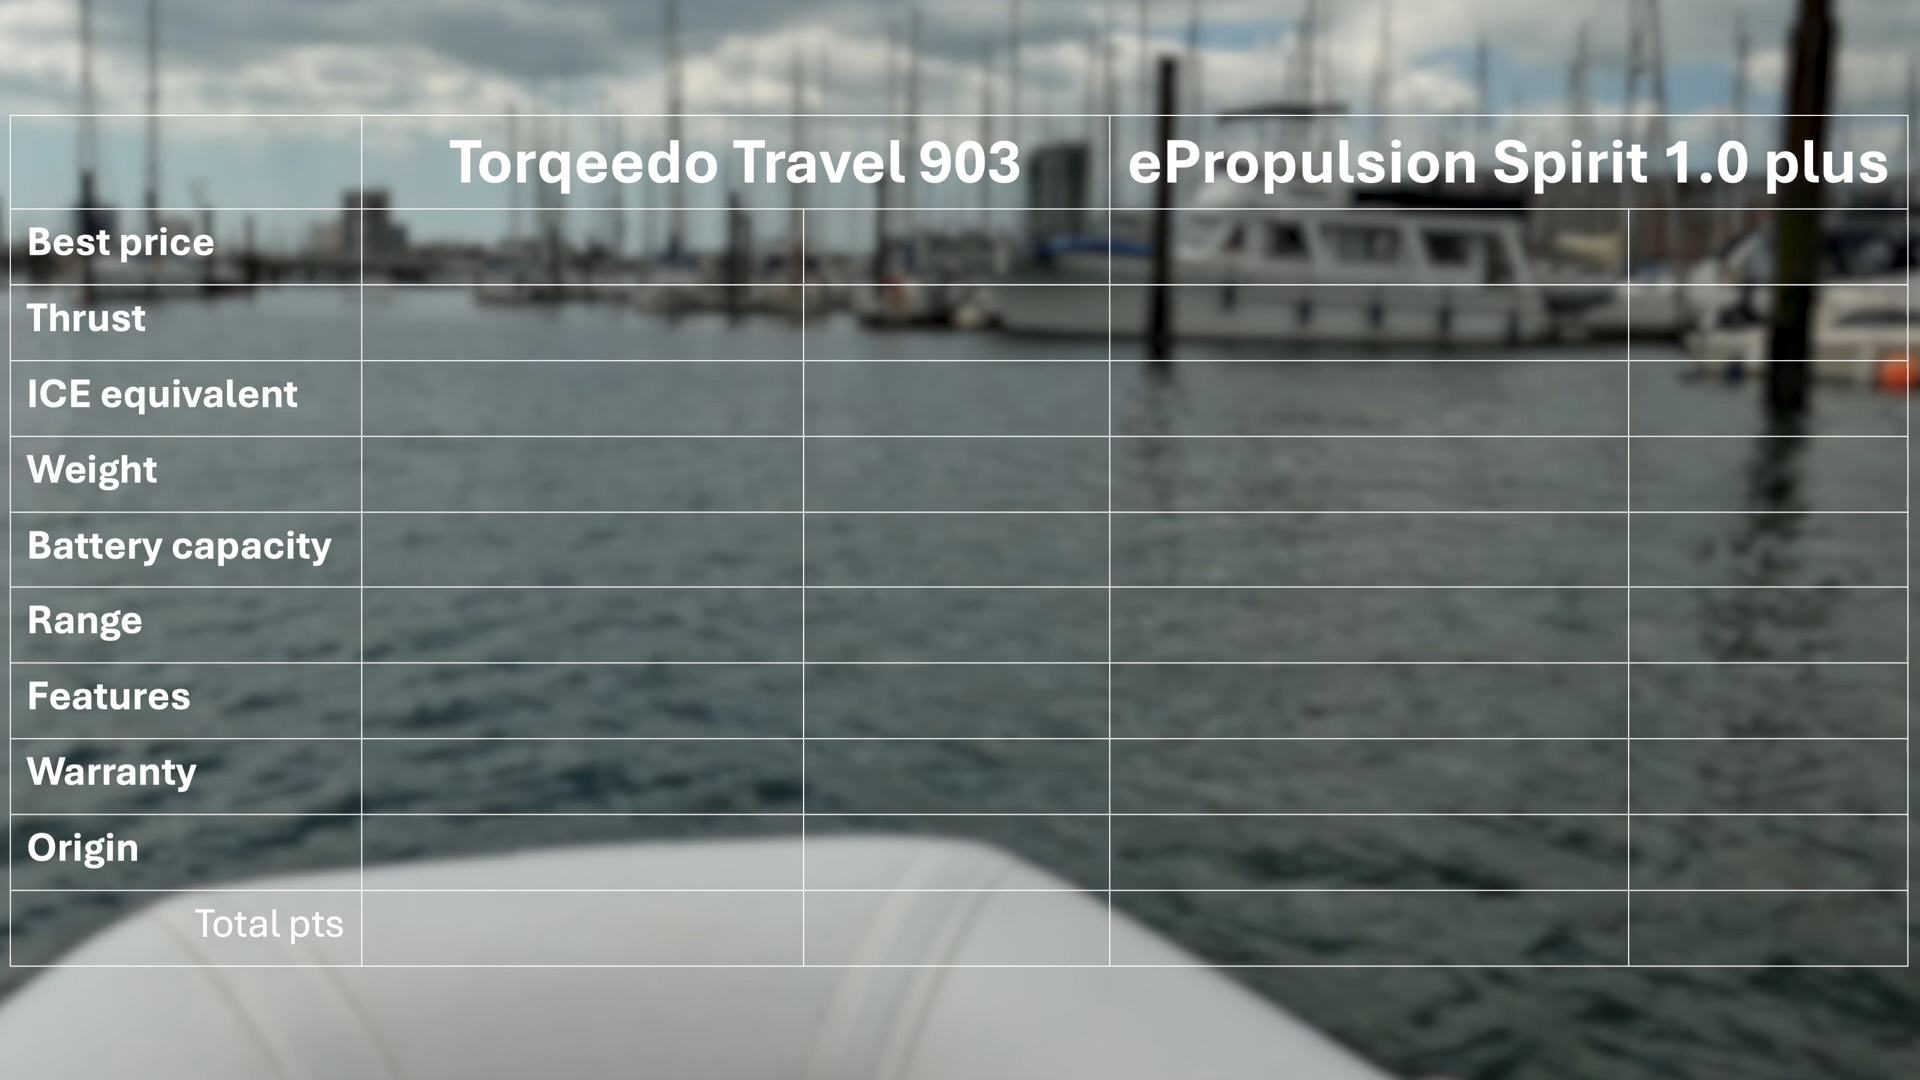 Torqeedo Travel 903 ePropulsion Spirit 1.0 plus
Best price
Thrust
ICE equivalent
Weight
Battery capacity
Range
Features
Warranty
Origin
Total pts